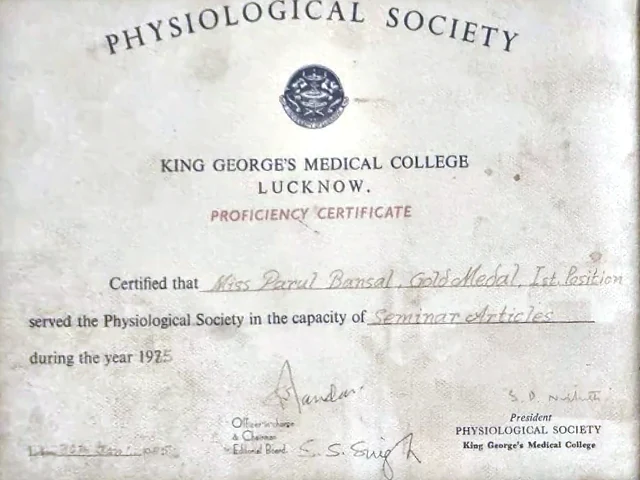 PHYSIOLOGICAL SOCIETY
KING GEORGE'S MEDICAL COLLEGE
LUCKNOW.
PROFICIENCY CERTIFICATE
Certified that Miss Parul Bansal, Gold Medal, Ist. Position
served the Physiological Society in the capacity of Seminar Articles
during the year 1975
Officer-in-charge
& Chairman
Editorial Board
S. S. Singh
President
PHYSIOLOGICAL SOCIETY
King George's Medical College